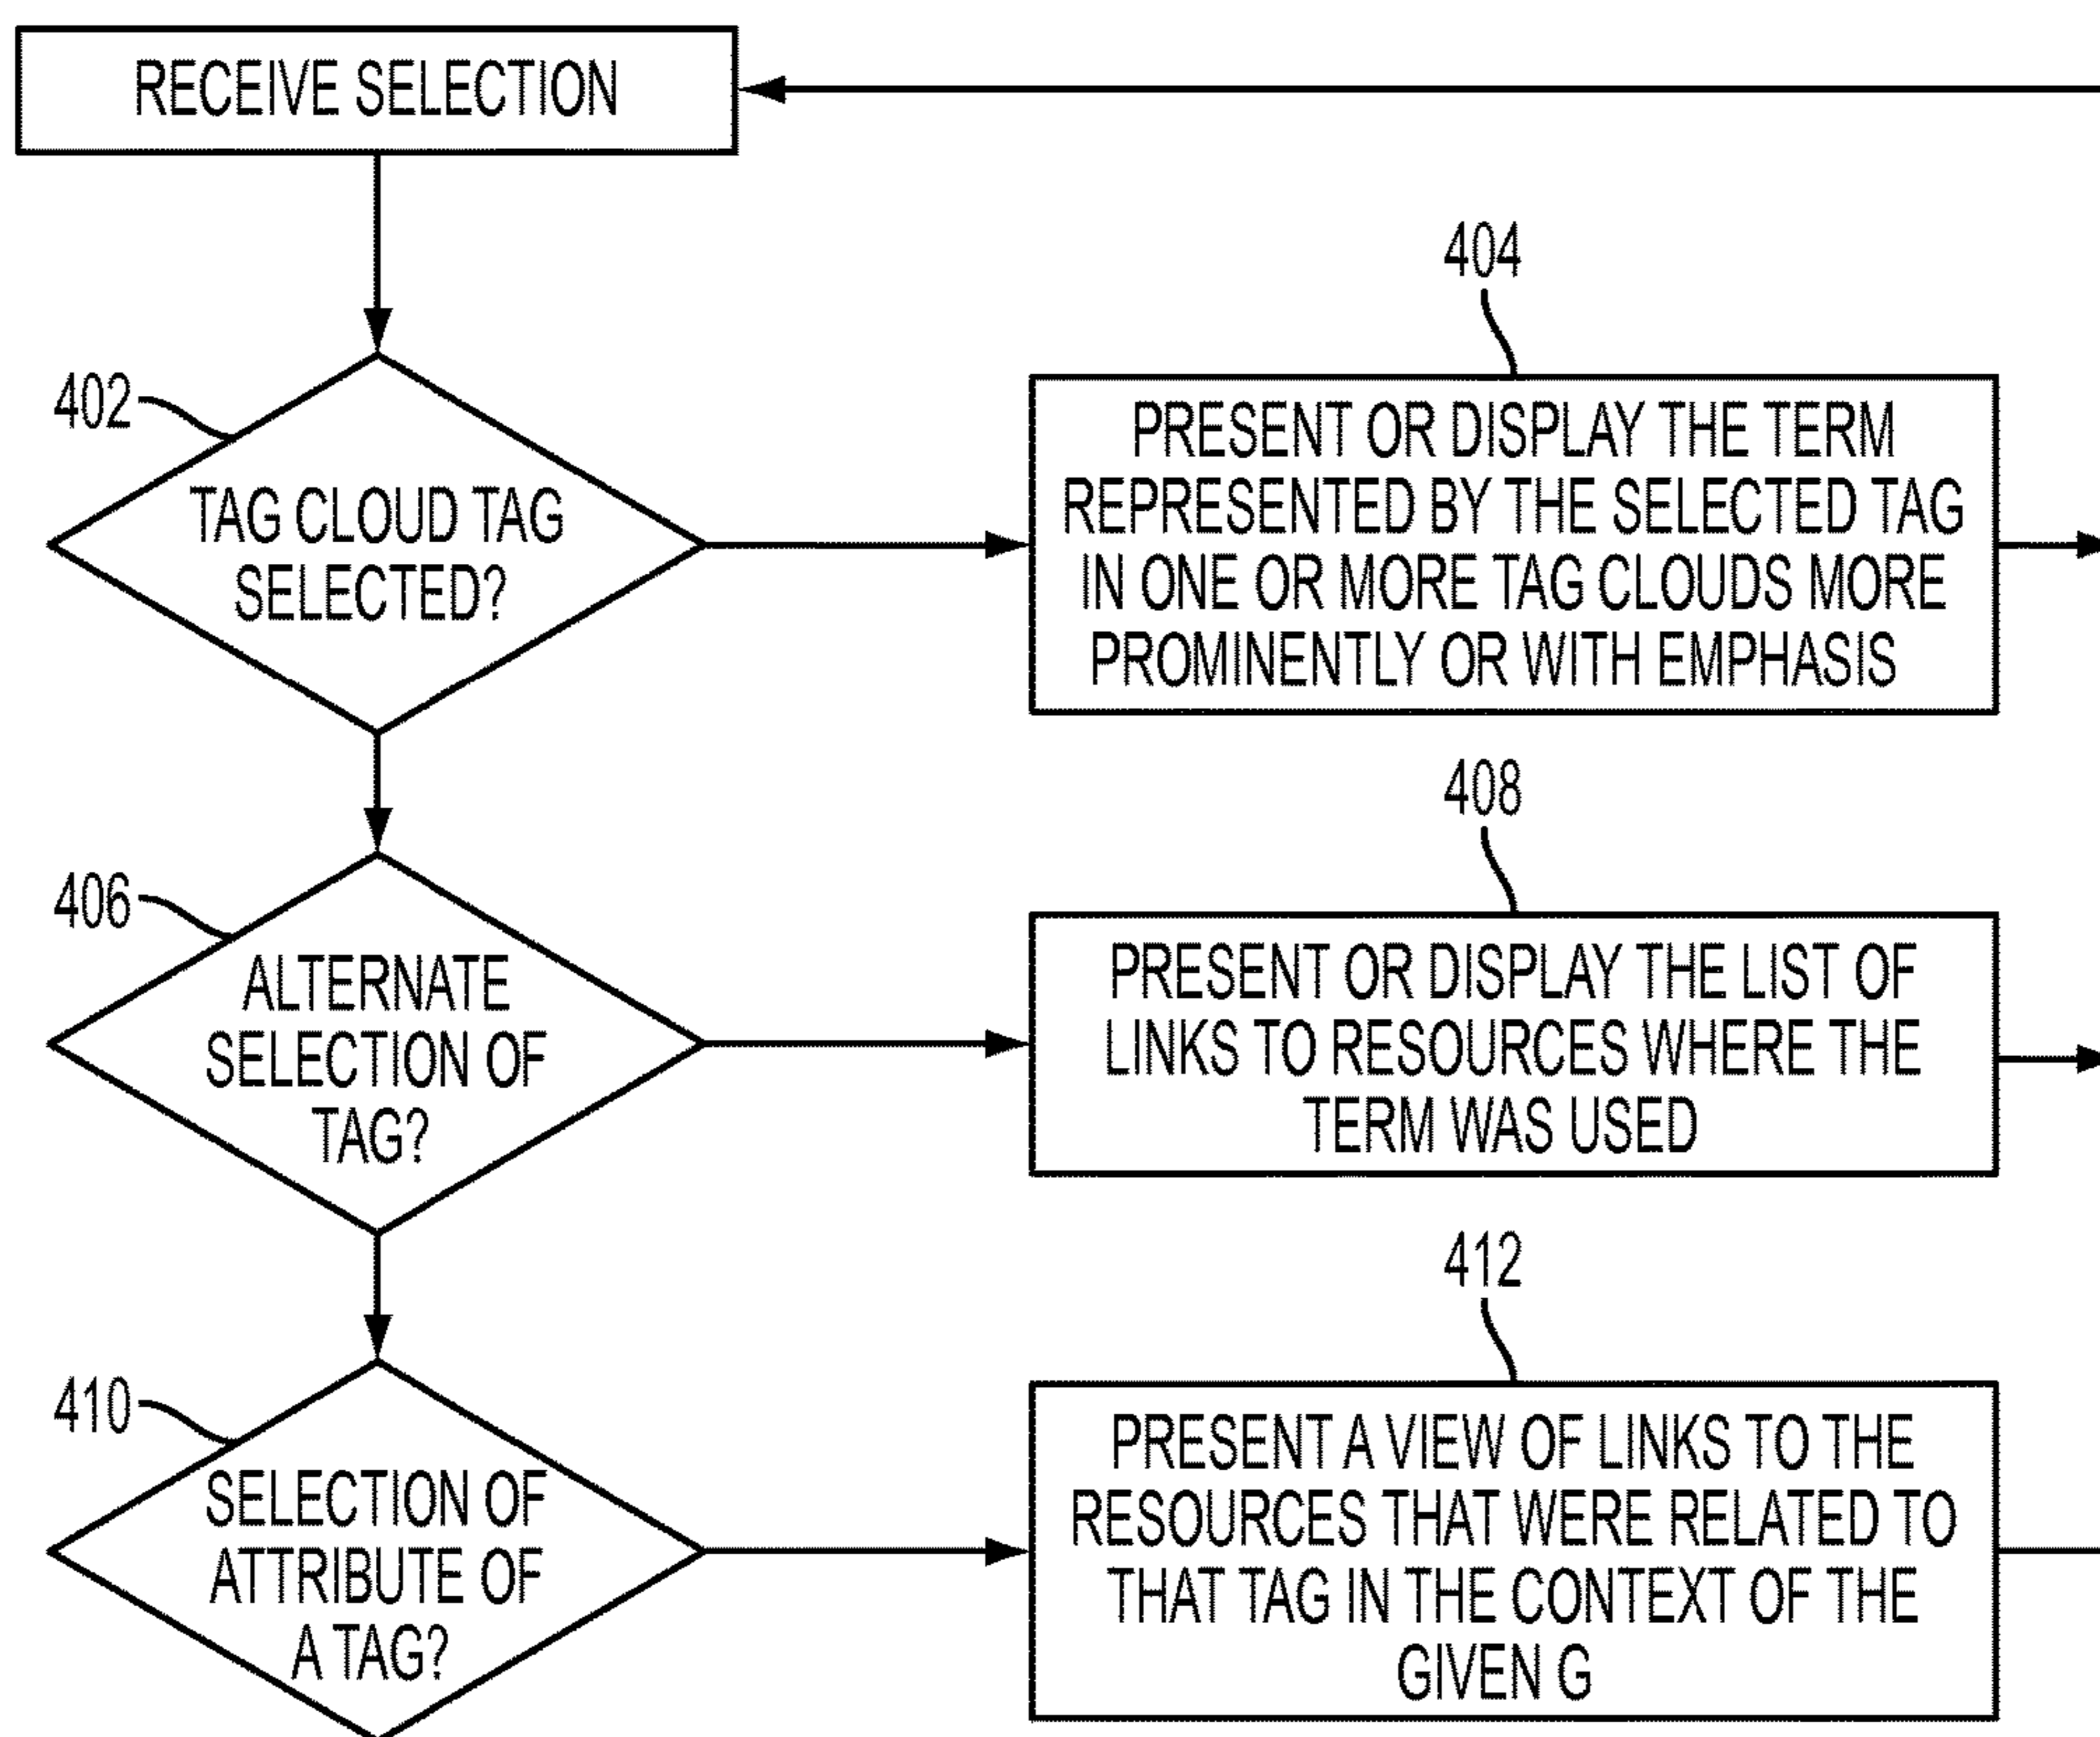 RECEIVE SELECTION
404
402
TAG CLOUD TAG
SELECTED?
PRESENT OR DISPLAY THE TERM
REPRESENTED BY THE SELECTED TAG
IN ONE OR MORE TAG CLOUDS MORE
PROMINENTLY OR WITH EMPHASIS
408
406
ALTERNATE
SELECTION OF
TAG?
PRESENT OR DISPLAY THE LIST OF
LINKS TO RESOURCES WHERE THE
TERM WAS USED
412
410
SELECTION OF
ATTRIBUTE OF
A TAG?
PRESENT A VIEW OF LINKS TO THE
RESOURCES THAT WERE RELATED TO
THAT TAG IN THE CONTEXT OF THE
GIVEN G